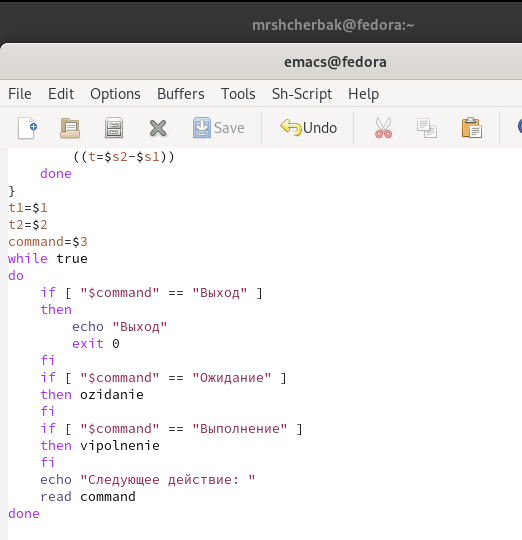 mrshcherbak@fedora:~
emacs@fedora
File Edit Options Buffers Tools Sh-Script Help
Save Undo
        ((t=$s2-$s1))
    done
}
t1=$1
t2=$2
command=$3
while true
do
    if [ "$command" == "Выход" ]
    then
        echo "Выход"
        exit 0
    fi
    if [ "$command" == "Ожидание" ]
    then ozidanie
    fi
    if [ "$command" == "Выполнение" ]
    then vipolnenie
    fi
    echo "Следующее действие: "
    read command
done